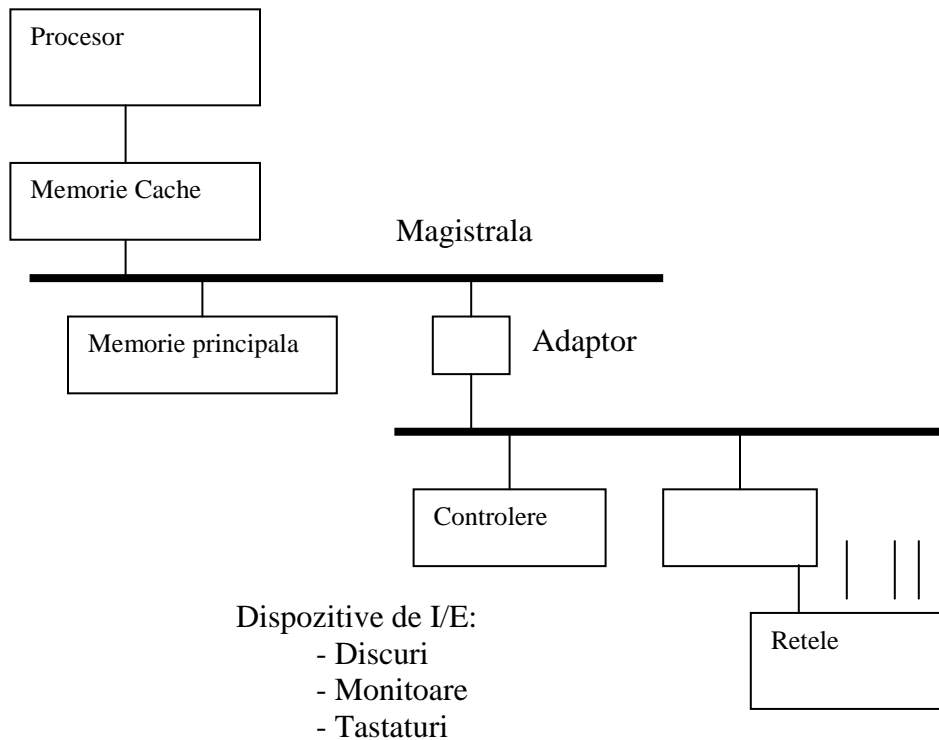 Procesor
Memorie Cache
Magistrala
Memorie principala
Adaptor
Controlere
Dispozitive de I/E:
- Discuri
- Monitoare
- Tastaturi
Retele